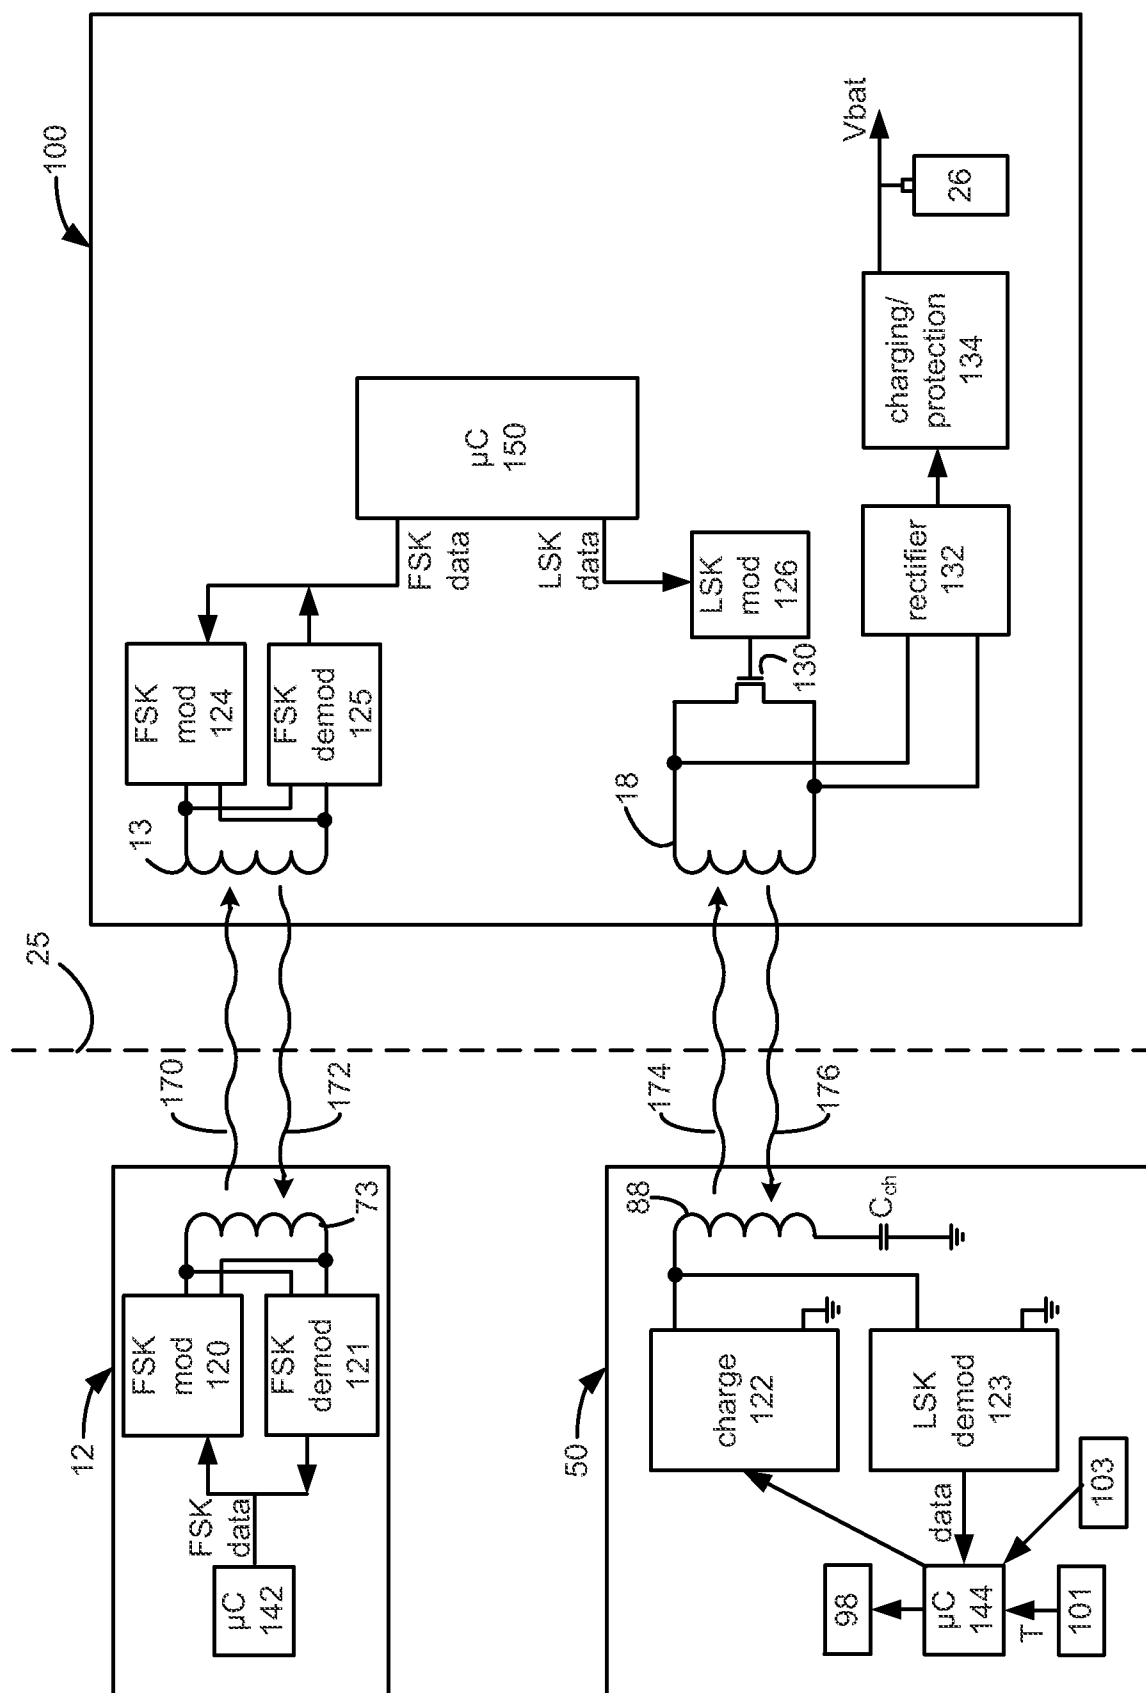 12
µC
142
FSK
data
FSK
mod
120
FSK
demod
121
73
170
172
25
13
FSK
mod
124
FSK
demod
125
100
FSK
data
LSK
data
µC
150
50
98
µC
144
T
101
103
data
charge
122
LSK
demod
123
88
Cch
174
176
18
130
LSK
mod
126
rectifier
132
charging/
protection
134
Vbat
26